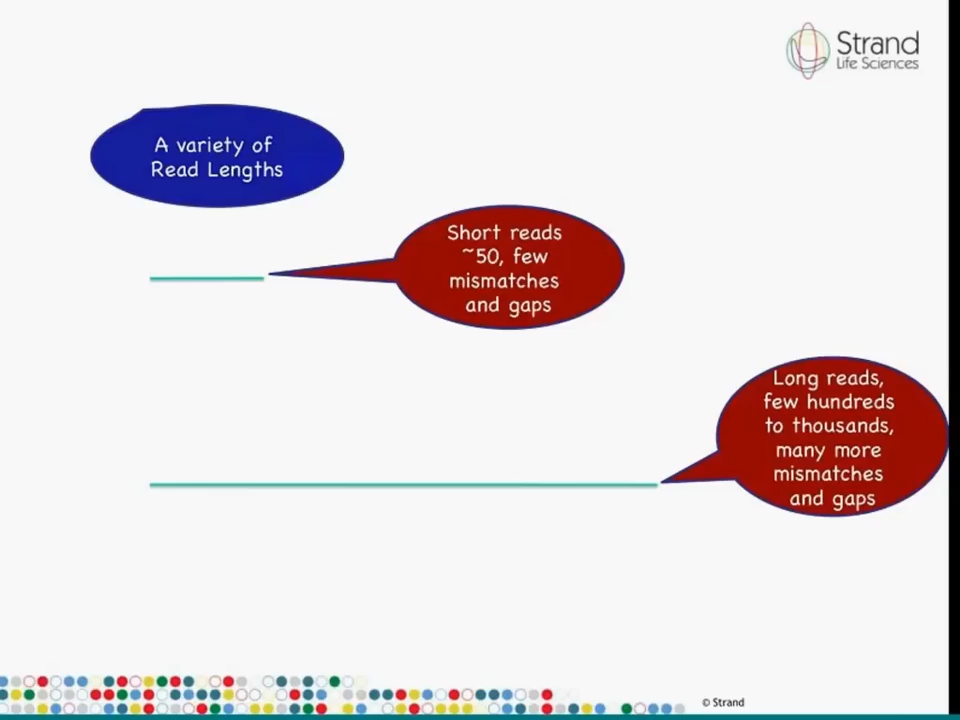 Strand
Life Sciences
A variety of
Read Lengths
Short reads
~50, few
mismatches
and gaps
Long reads,
few hundreds
to thousands,
many more
mismatches
and gaps
© Strand